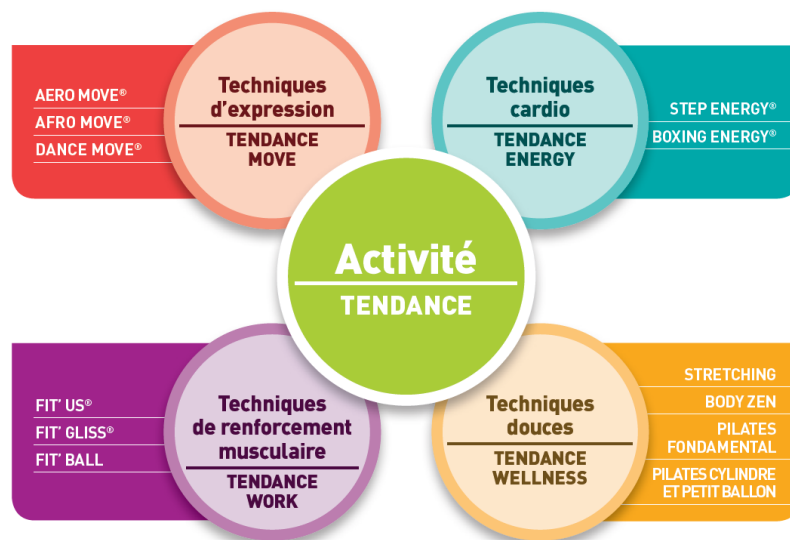 AERO MOVE®
AFRO MOVE®
DANCE MOVE®
Techniques
d'expression
TENDANCE
MOVE
Techniques
cardio
TENDANCE
ENERGY
STEP ENERGY®
BOXING ENERGY®
Activité
TENDANCE
FIT' US®
FIT' GLISS®
FIT' BALL
Techniques
de renforcement
musculaire
TENDANCE
WORK
Techniques
douces
TENDANCE
WELLNESS
STRETCHING
BODY ZEN
PILATES
FONDAMENTAL
PILATES CYLINDRE
ET PETIT BALLON